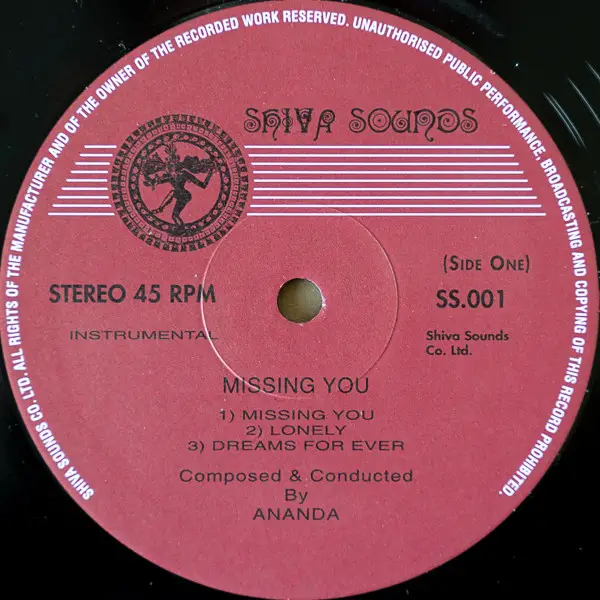 SHIVA SOUNDS CO. LTD. ALL RIGHTS OF THE MANUFACTURER AND OF THE OWNER OF THE RECORDED WORK RESERVED. UNAUTHORISED PUBLIC PERFORMANCE, BROADCASTING AND COPYING OF THIS RECORD PROHIBITED.
SHIVA SOUNDS
(SIDE ONE)
STEREO 45 RPM
SS.001
INSTRUMENTAL
Shiva Sounds
Co. Ltd.
MISSING YOU
1) MISSING YOU
2) LONELY
3) DREAMS FOR EVER
Composed & Conducted
By
ANANDA